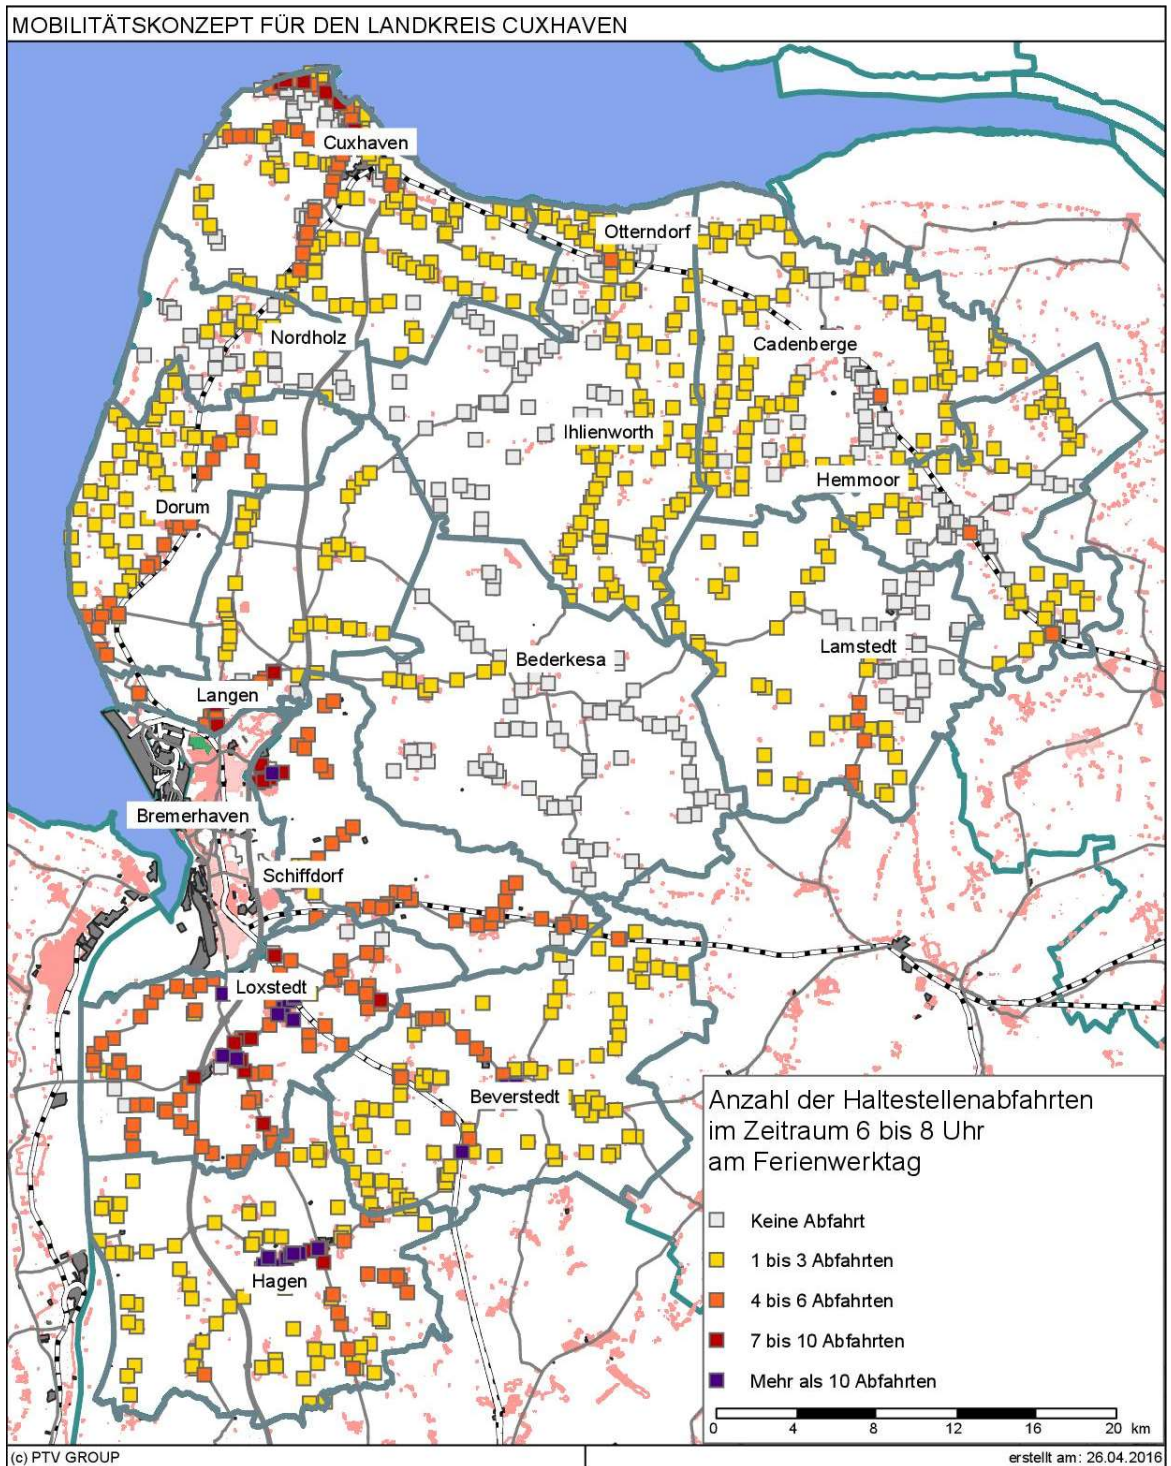 MOBILITÄTSKONZEPT FÜR DEN LANDKREIS CUXHAVEN
Cuxhaven
Otterndorf
Nordholz
Cadenberge
Ihlienworth
Hemmoor
Dorum
Lamstedt
Bederkesa
Langen
Bremerhaven
Schiffdorf
Loxstedt
Beverstedt
Hagen
Anzahl der Haltestellenabfahrten
im Zeitraum 6 bis 8 Uhr
am Ferienwerktag
Keine Abfahrt
1 bis 3 Abfahrten
4 bis 6 Abfahrten
7 bis 10 Abfahrten
Mehr als 10 Abfahrten
0 4 8 12 16 20 km
(c) PTV GROUP
erstellt am: 26.04.2016